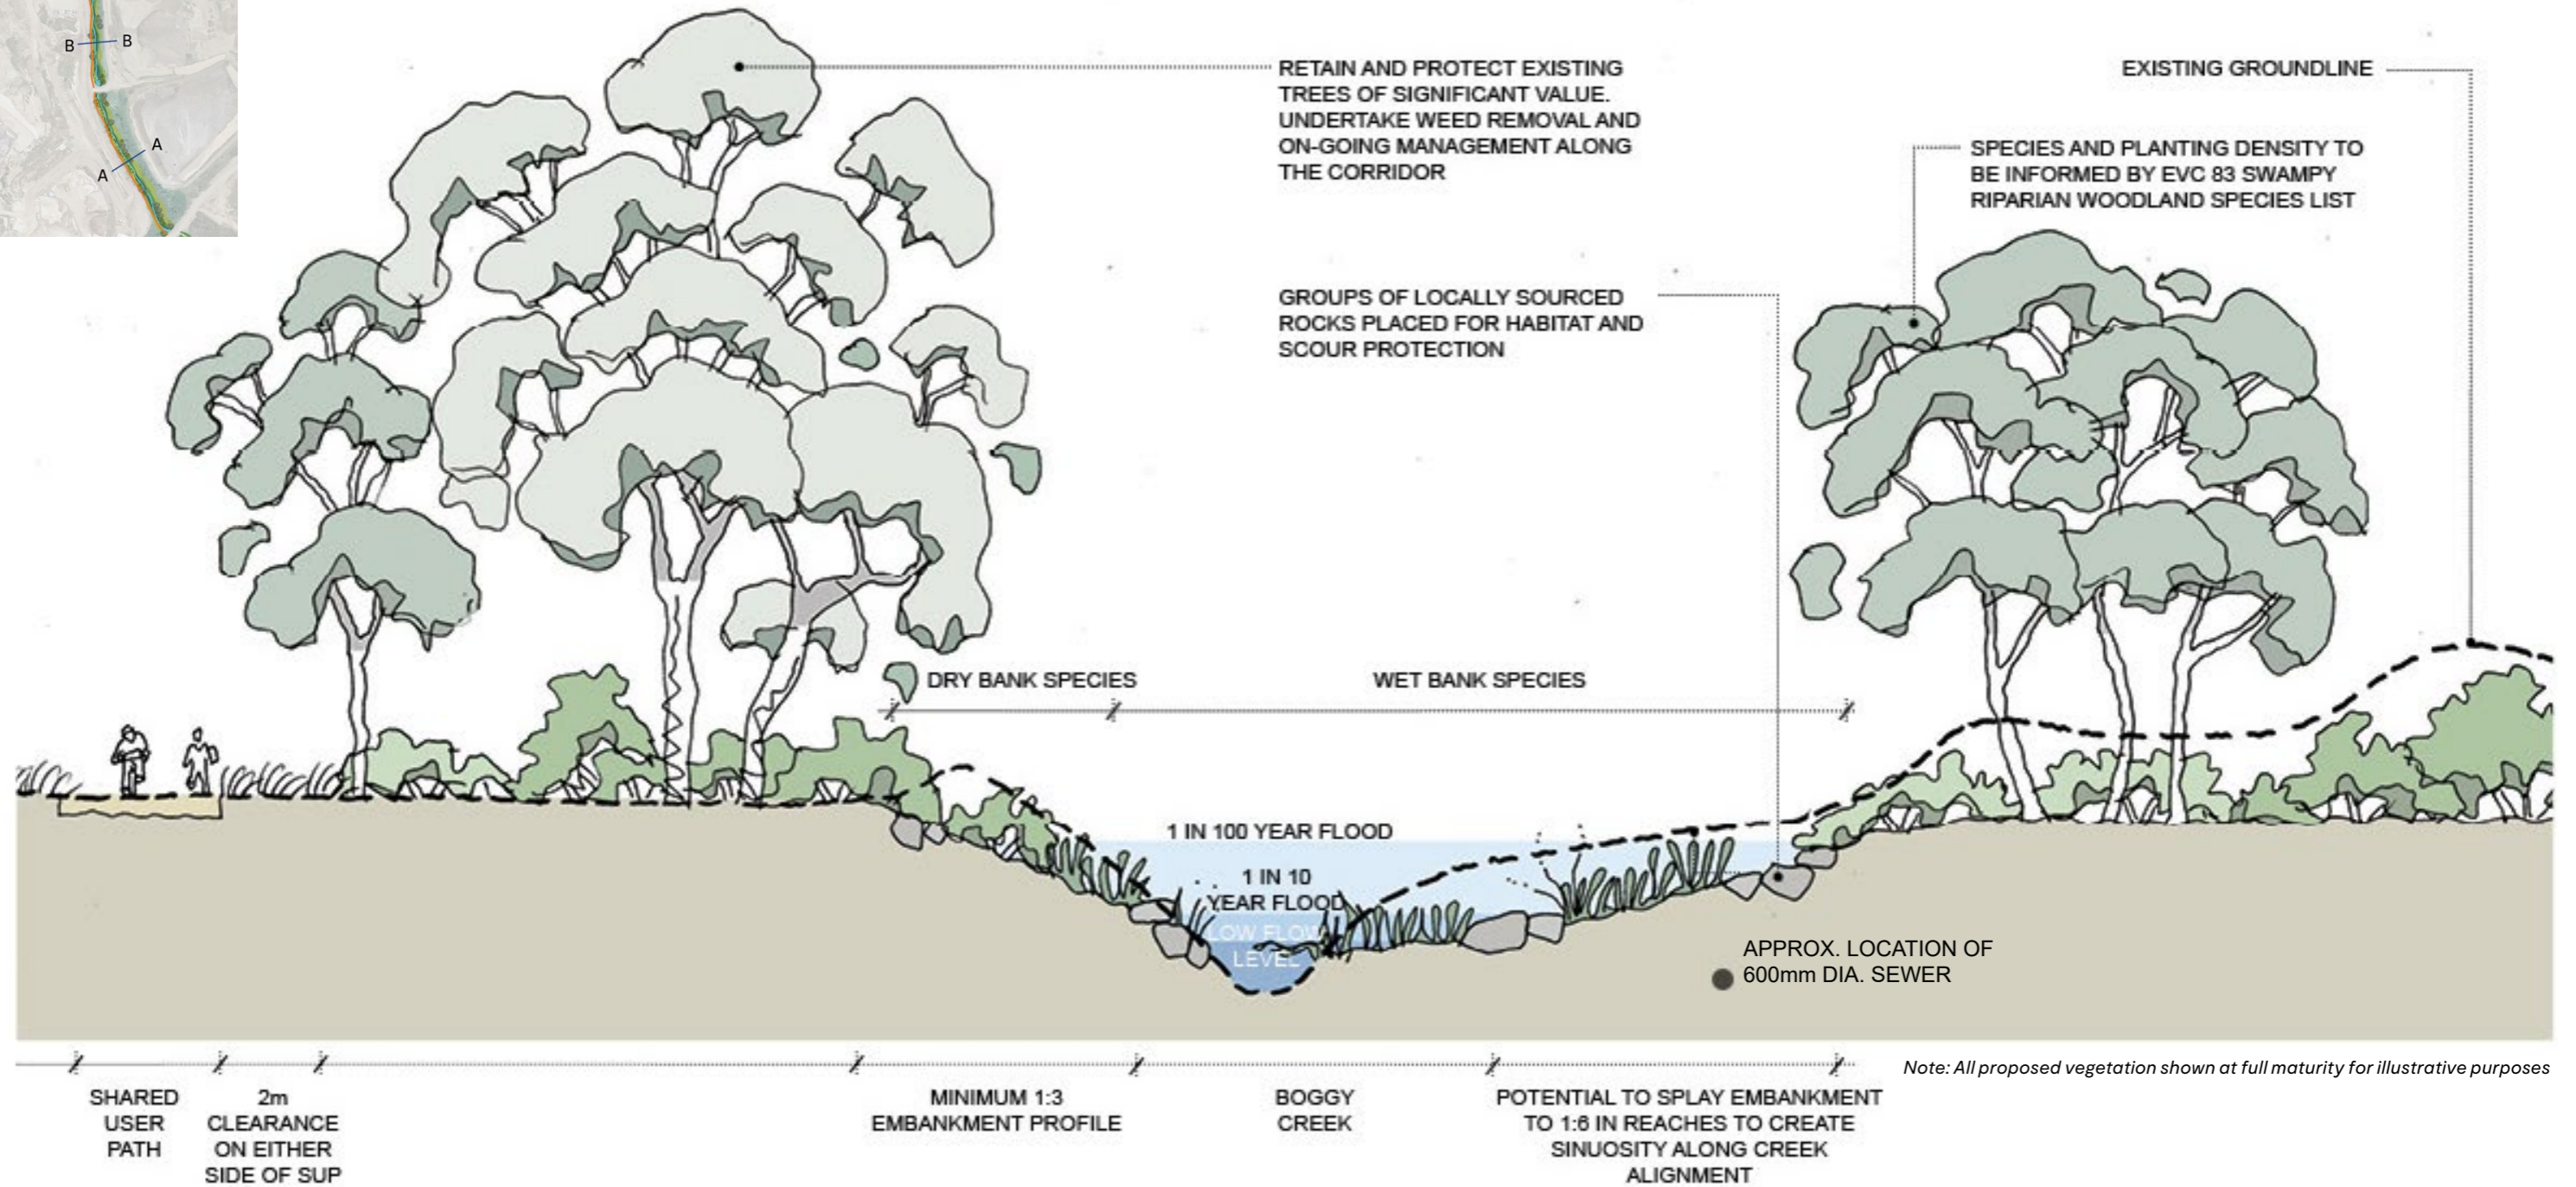 B B
A
A
RETAIN AND PROTECT EXISTING
TREES OF SIGNIFICANT VALUE.
UNDERTAKE WEED REMOVAL AND
ON-GOING MANAGEMENT ALONG
THE CORRIDOR
EXISTING GROUNDLINE
SPECIES AND PLANTING DENSITY TO
BE INFORMED BY EVC 83 SWAMPY
RIPARIAN WOODLAND SPECIES LIST
GROUPS OF LOCALLY SOURCED
ROCKS PLACED FOR HABITAT AND
SCOUR PROTECTION
DRY BANK SPECIES
WET BANK SPECIES
1 IN 100 YEAR FLOOD
1 IN 10
YEAR FLOOD
LOW FLOW
LEVEL
APPROX. LOCATION OF
600mm DIA. SEWER
Note: All proposed vegetation shown at full maturity for illustrative purposes
SHARED
USER
PATH
2m
CLEARANCE
ON EITHER
SIDE OF SUP
MINIMUM 1:3
EMBANKMENT PROFILE
BOGGY
CREEK
POTENTIAL TO SPLAY EMBANKMENT
TO 1:6 IN REACHES TO CREATE
SINUOSITY ALONG CREEK
ALIGNMENT